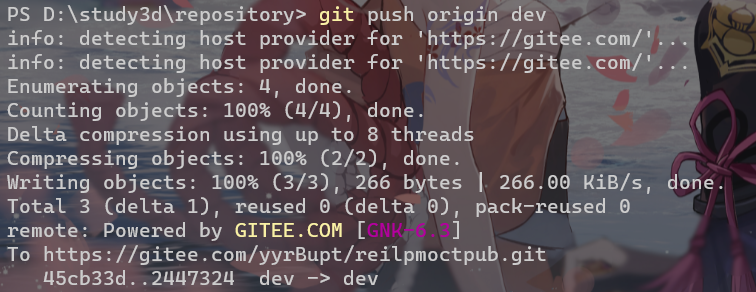 PS D:\study3d\repository> git push origin dev
info: detecting host provider for 'https://gitee.com/'...
info: detecting host provider for 'https://gitee.com/'...
Enumerating objects: 4, done.
Counting objects: 100% (4/4), done.
Delta compression using up to 8 threads
Compressing objects: 100% (2/2), done.
Writing objects: 100% (3/3), 266 bytes | 266.00 KiB/s, done.
Total 3 (delta 1), reused 0 (delta 0), pack-reused 0
remote: Powered by GITEE.COM [GNK-6.3]
To https://gitee.com/yyrBupt/reilpmoctpub.git
   45cb33d..2447324  dev -> dev